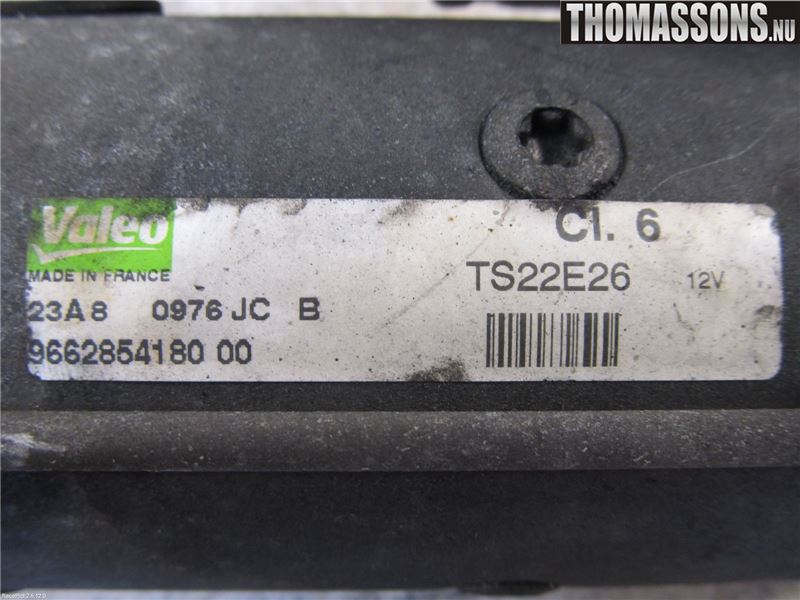 THOMASSONS.NU
Valeo
MADE IN FRANCE
Cl. 6
TS22E26 12V
23A8 0976 JC B
9662854180 00